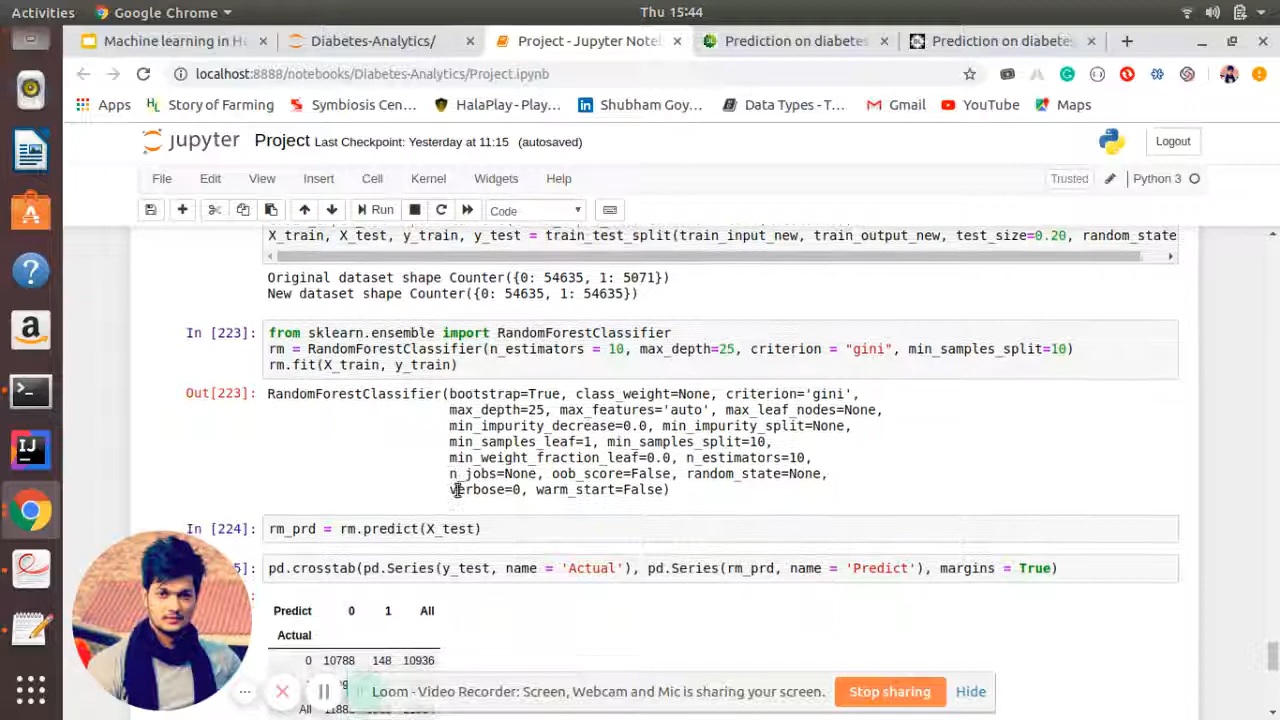 Activities Google Chrome Thu 15:44
Machine learning in He Diabetes-Analytics/ Project - Jupyter Note Prediction on diabetes Prediction on diabetes
localhost:8888/notebooks/Diabetes-Analytics/Project.ipynb
Apps Story of Farming Symbiosis Cen... HalaPlay - Play... Shubham Goy... Data Types - T... Gmail YouTube Maps
jupyter Project Last Checkpoint: Yesterday at 11:15 (autosaved) Logout
File Edit View Insert Cell Kernel Widgets Help Trusted Python 3
Run Code
X_train, X_test, y_train, y_test = train_test_split(train_input_new, train_output_new, test_size=0.20, random_state
Original dataset shape Counter({0: 54635, 1: 5071})
New dataset shape Counter({0: 54635, 1: 54635})
In [223]: from sklearn.ensemble import RandomForestClassifier
rm = RandomForestClassifier(n_estimators = 10, max_depth=25, criterion = "gini", min_samples_split=10)
rm.fit(X_train, y_train)
Out[223]: RandomForestClassifier(bootstrap=True, class_weight=None, criterion='gini',
max_depth=25, max_features='auto', max_leaf_nodes=None,
min_impurity_decrease=0.0, min_impurity_split=None,
min_samples_leaf=1, min_samples_split=10,
min_weight_fraction_leaf=0.0, n_estimators=10,
n_jobs=None, oob_score=False, random_state=None,
verbose=0, warm_start=False)
In [224]: rm_prd = rm.predict(X_test)
5]: pd.crosstab(pd.Series(y_test, name = 'Actual'), pd.Series(rm_prd, name = 'Predict'), margins = True)
Predict 0 1 All
Actual
0 10788 148 10936
Loom - Video Recorder: Screen, Webcam and Mic is sharing your screen. Stop sharing Hide
All